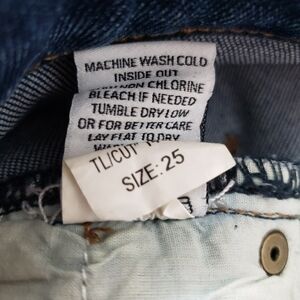 MACHINE WASH COLD
INSIDE OUT
NON CHLORINE
BLEACH IF NEEDED
TUMBLE DRY LOW
OR FOR BETTER CARE
LAY FLAT TO DRY
TL/CUT
SIZE: 25